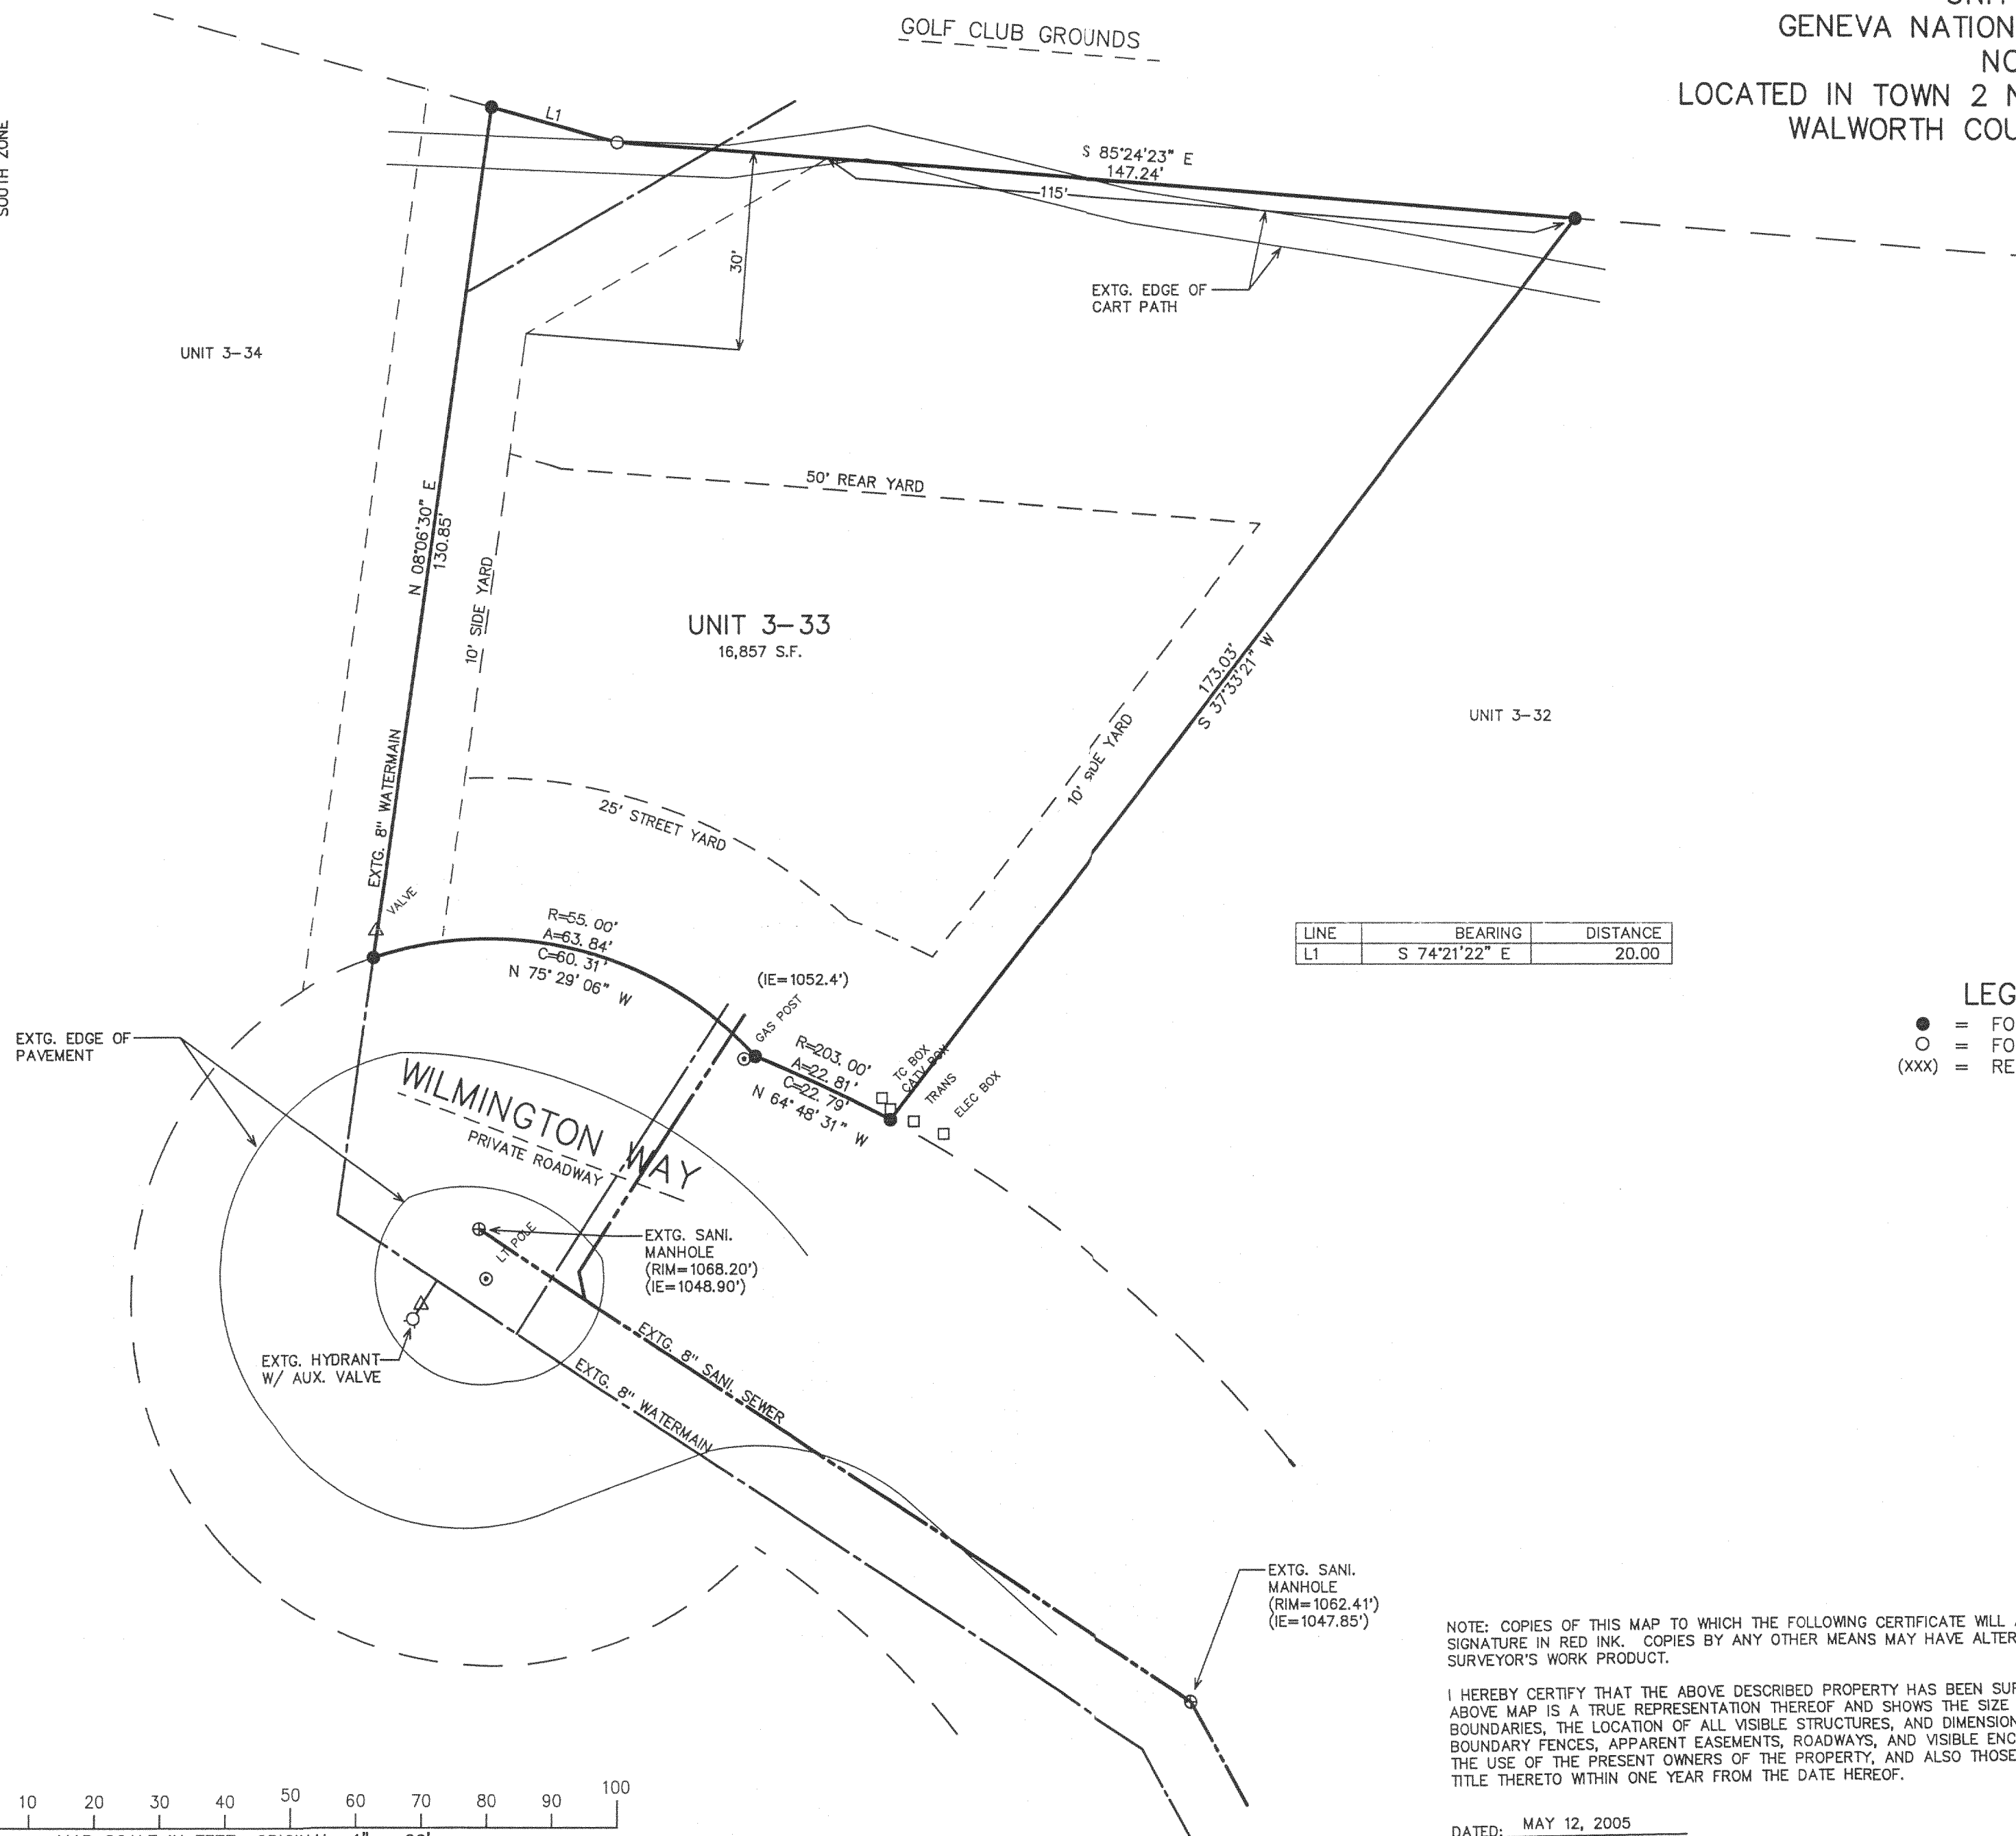 GOLF CLUB GROUNDS
GENEVA NATION
LOCATED IN TOWN 2 N
WALWORTH COU
SOUTH ZONE
L1
S 85°24'23" E
147.24'
115'
30'
EXTG. EDGE OF
CART PATH
UNIT 3-34
50' REAR YARD
N 08°06'30" E
130.85'
10' SIDE YARD
UNIT 3-33
16,857 S.F.
173.03'
S 37°33'21" W
10' SIDE YARD
UNIT 3-32
EXTG. 8" WATERMAIN
25' STREET YARD
VALVE
R=55.00'
A=63.84'
C=60.31'
N 75°29'06" W
(IE=1052.4')
GAS POST
LINE BEARING DISTANCE
L1 S 74°21'22" E 20.00
R=203.00'
A=22.81'
C=22.79'
N 64°48'31" W
TC BOX
CATV BOX
TRANS
ELEC BOX
LEG
= FO
= FO
(XXX) = RE
EXTG. EDGE OF
PAVEMENT
WILMINGTON WAY
PRIVATE ROADWAY
EXTG. SANI.
MANHOLE
(RIM=1068.20')
(IE=1048.90')
LT POLE
EXTG. HYDRANT
W/ AUX. VALVE
EXTG. 8" SANI. SEWER
EXTG. 8" WATERMAIN
EXTG. SANI.
MANHOLE
(RIM=1062.41')
(IE=1047.85')
NOTE: COPIES OF THIS MAP TO WHICH THE FOLLOWING CERTIFICATE WILL
SIGNATURE IN RED INK. COPIES BY ANY OTHER MEANS MAY HAVE ALTER
SURVEYOR'S WORK PRODUCT.
I HEREBY CERTIFY THAT THE ABOVE DESCRIBED PROPERTY HAS BEEN SUR
ABOVE MAP IS A TRUE REPRESENTATION THEREOF AND SHOWS THE SIZE
BOUNDARIES, THE LOCATION OF ALL VISIBLE STRUCTURES, AND DIMENSION
BOUNDARY FENCES, APPARENT EASEMENTS, ROADWAYS, AND VISIBLE ENC
THE USE OF THE PRESENT OWNERS OF THE PROPERTY, AND ALSO THOSE
TITLE THERETO WITHIN ONE YEAR FROM THE DATE HEREOF.
DATED: MAY 12, 2005
10 20 30 40 50 60 70 80 90 100